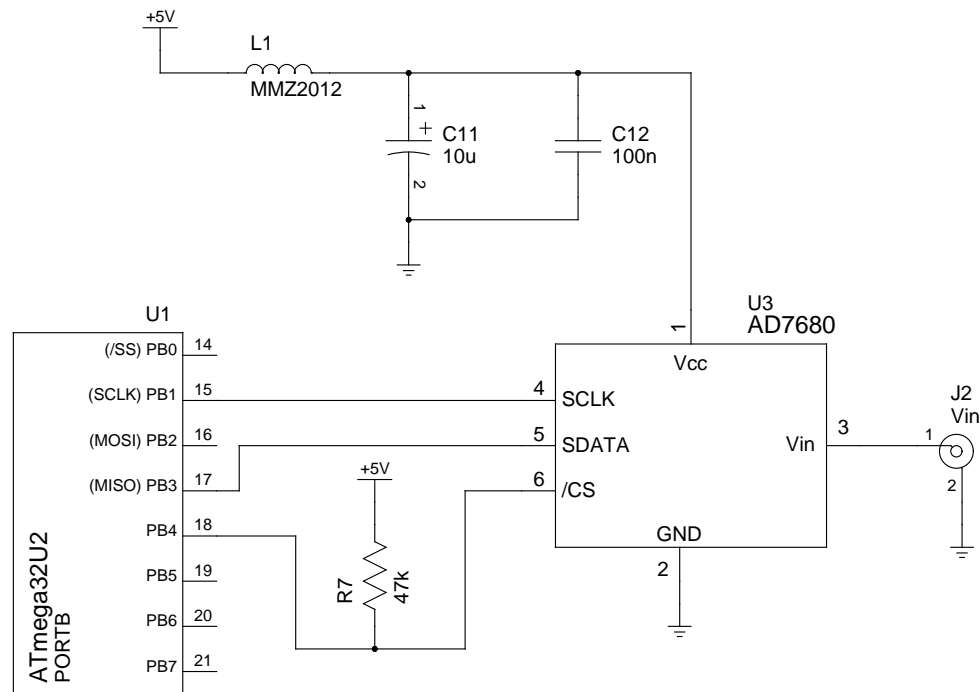 +5V
L1
MMZ2012
1
+
C11
10u
2
C12
100n
U1
(/SS) PB0 14
(SCLK) PB1 15
(MOSI) PB2 16
(MISO) PB3 17
PB4 18
PB5 19
PB6 20
PB7 21
ATmega32U2
PORTB
+5V
R7
47k
U3
AD7680
1
Vcc
4 SCLK
5 SDATA
6 /CS
Vin 3
GND
2
J2
Vin
1
2